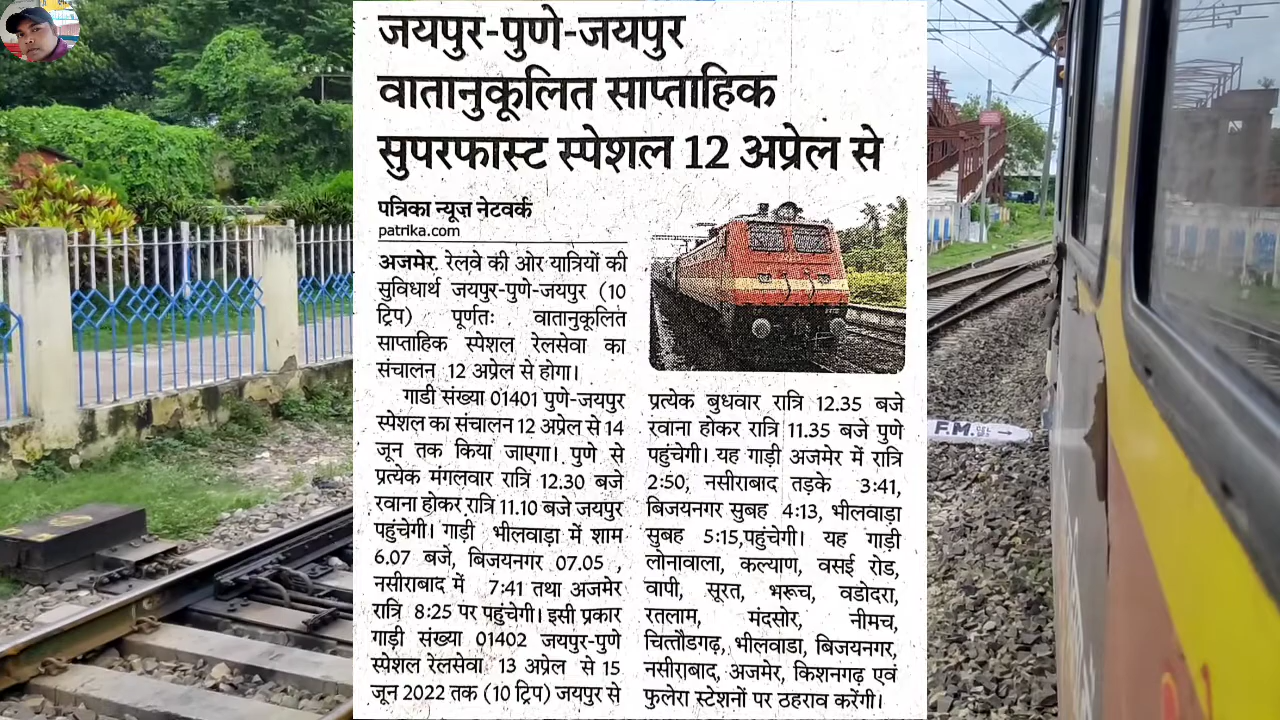 जयपुर-पुणे-जयपुर
वातानुकूलित साप्ताहिक
सुपरफास्ट स्पेशल 12 अप्रेल से
पत्रिका न्यूज़ नेटवर्क
patrika.com
अजमेर. रेलवे की ओर यात्रियों की
सुविधार्थ जयपुर-पुणे-जयपुर (10
ट्रिप) पूर्णतः वातानुकूलित
साप्ताहिक स्पेशल रेलसेवा का
संचालन 12 अप्रेल से होगा।
गाडी संख्या 01401 पुणे-जयपुर
स्पेशल का संचालन 12 अप्रेल से 14
जून तक किया जाएगा। पुणे से
प्रत्येक मंगलवार रात्रि 12.30 बजे
रवाना होकर रात्रि 11.10 बजे जयपुर
पहुंचेगी। गाड़ी भीलवाड़ा में शाम
6.07 बजें, बिजयनगर 07.05 ,
नसीराबाद में 7:41 तथा अजमेर
रात्रि 8:25 पर पहुंचेगी। इसी प्रकार
गाडी संख्या 01402 जयपुर-पुणे
स्पेशल रेलसेवा 13 अप्रेल से 15
जून 2022 तक (10 ट्रिप) जयपुर से
प्रत्येक बुधवार रात्रि 12.35 बजे
रवाना होकर रात्रि 11.35 बजे पुणे
पहुंचेगी। यह गाड़ी अजमेर में रात्रि
2:50, नसीराबाद तड़के 3:41,
बिजयनगर सुबह 4:13, भीलवाड़ा
सुबह 5:15,पहुंचेगी। यह गाड़ी
लोनावाला, कल्याण, वसई रोड,
वापी, सूरत, भरूच, वडोदरा,
रतलाम, मंदसोर, नीमच,
चित्तौडगढ़, भीलवाडा, बिजयनगर,
नसीराबाद, अजमेर, किशनगढ़ एवं
फुलेरा स्टेशनों पर ठहराव करेंगी।
F.M.